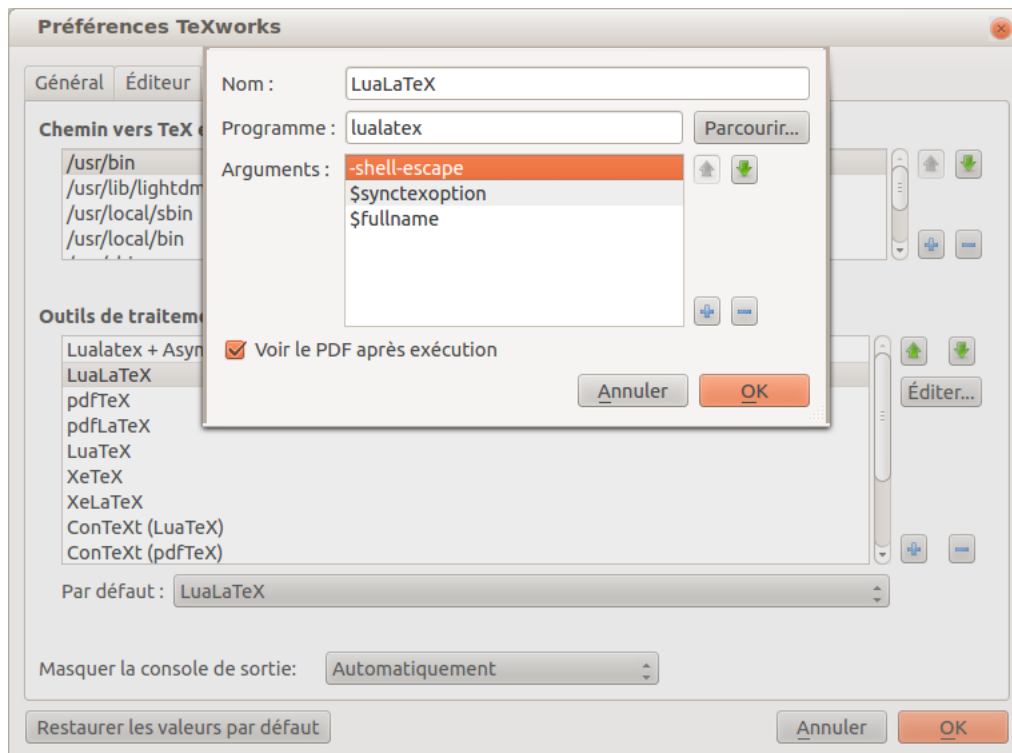 Préférences TeXworks
Général Éditeur
Nom : LuaLaTeX
Programme : lualatex Parcourir...
Arguments : -shell-escape
$synctexoption
$fullname
Voir le PDF après exécution
Annuler OK
Chemin vers TeX
/usr/bin
/usr/lib/lightdm
/usr/local/sbin
/usr/local/bin
Outils de traiteme
Lualatex + Asym
LuaLaTeX
pdfTeX
pdfLaTeX
LuaTeX
XeTeX
XeLaTeX
ConTeXt (LuaTeX)
ConTeXt (pdfTeX)
Éditer...
Par défaut : LuaLaTeX
Masquer la console de sortie: Automatiquement
Restaurer les valeurs par défaut Annuler OK